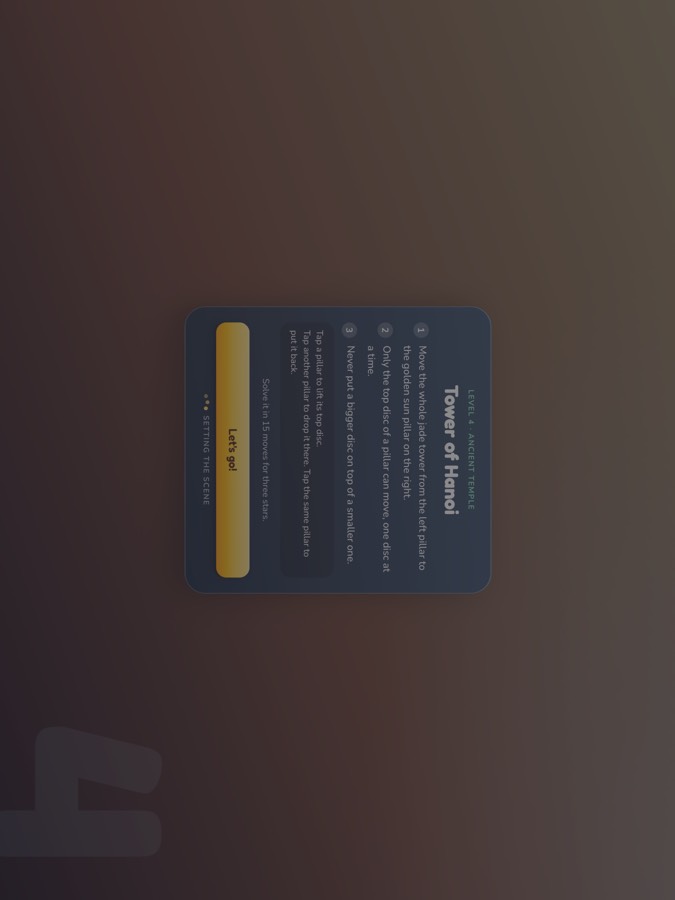 LEVEL 4 · ANCIENT TEMPLE
Tower of Hanoi
1 Move the whole jade tower from the left pillar to
the golden sun pillar on the right.
2 Only the top disc of a pillar can move, one disc at
a time.
3 Never put a bigger disc on top of a smaller one.
Tap a pillar to lift its top disc.
Tap another pillar to drop it there. Tap the same pillar to
put it back.
Solve it in 15 moves for three stars.
Let's go!
SETTING THE SCENE
4